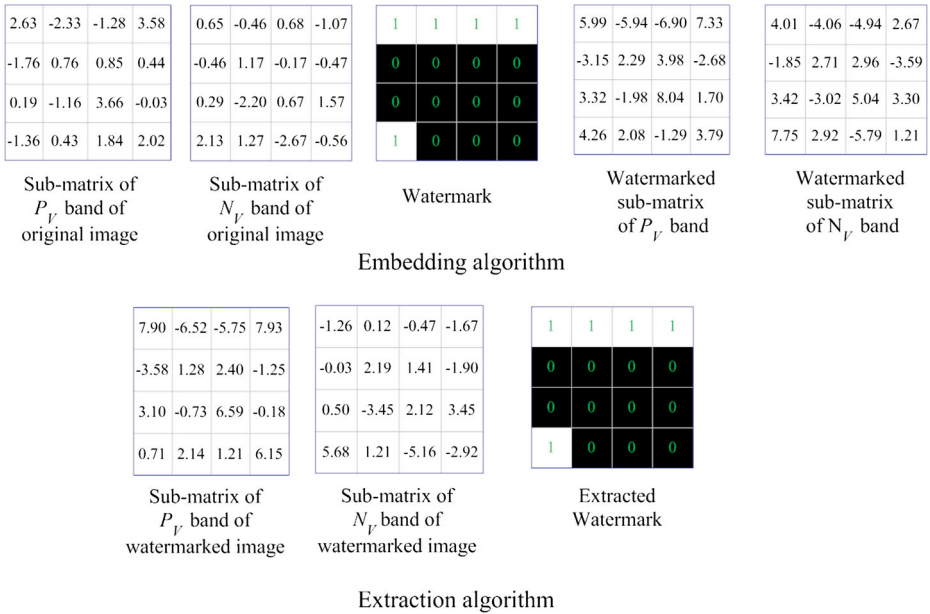 2.63 -2.33 -1.28 3.58
-1.76 0.76 0.85 0.44
0.19 -1.16 3.66 -0.03
-1.36 0.43 1.84 2.02
Sub-matrix of
P_V band of
original image
0.65 -0.46 0.68 -1.07
-0.46 1.17 -0.17 -0.47
0.29 -2.20 0.67 1.57
2.13 1.27 -2.67 -0.56
Sub-matrix of
N_V band of
original image
1 1 1 1
0 0 0 0
0 0 0 0
1 0 0 0
Watermark
5.99 -5.94 -6.90 7.33
-3.15 2.29 3.98 -2.68
3.32 -1.98 8.04 1.70
4.26 2.08 -1.29 3.79
Watermarked
sub-matrix
of P_V band
4.01 -4.06 -4.94 2.67
-1.85 2.71 2.96 -3.59
3.42 -3.02 5.04 3.30
7.75 2.92 -5.79 1.21
Watermarked
sub-matrix
of N_V band
Embedding algorithm
7.90 -6.52 -5.75 7.93
-3.58 1.28 2.40 -1.25
3.10 -0.73 6.59 -0.18
0.71 2.14 1.21 6.15
Sub-matrix of
P_V band of
watermarked image
-1.26 0.12 -0.47 -1.67
-0.03 2.19 1.41 -1.90
0.50 -3.45 2.12 3.45
5.68 1.21 -5.16 -2.92
Sub-matrix of
N_V band of
watermarked image
1 1 1 1
0 0 0 0
0 0 0 0
1 0 0 0
Extracted
Watermark
Extraction algorithm